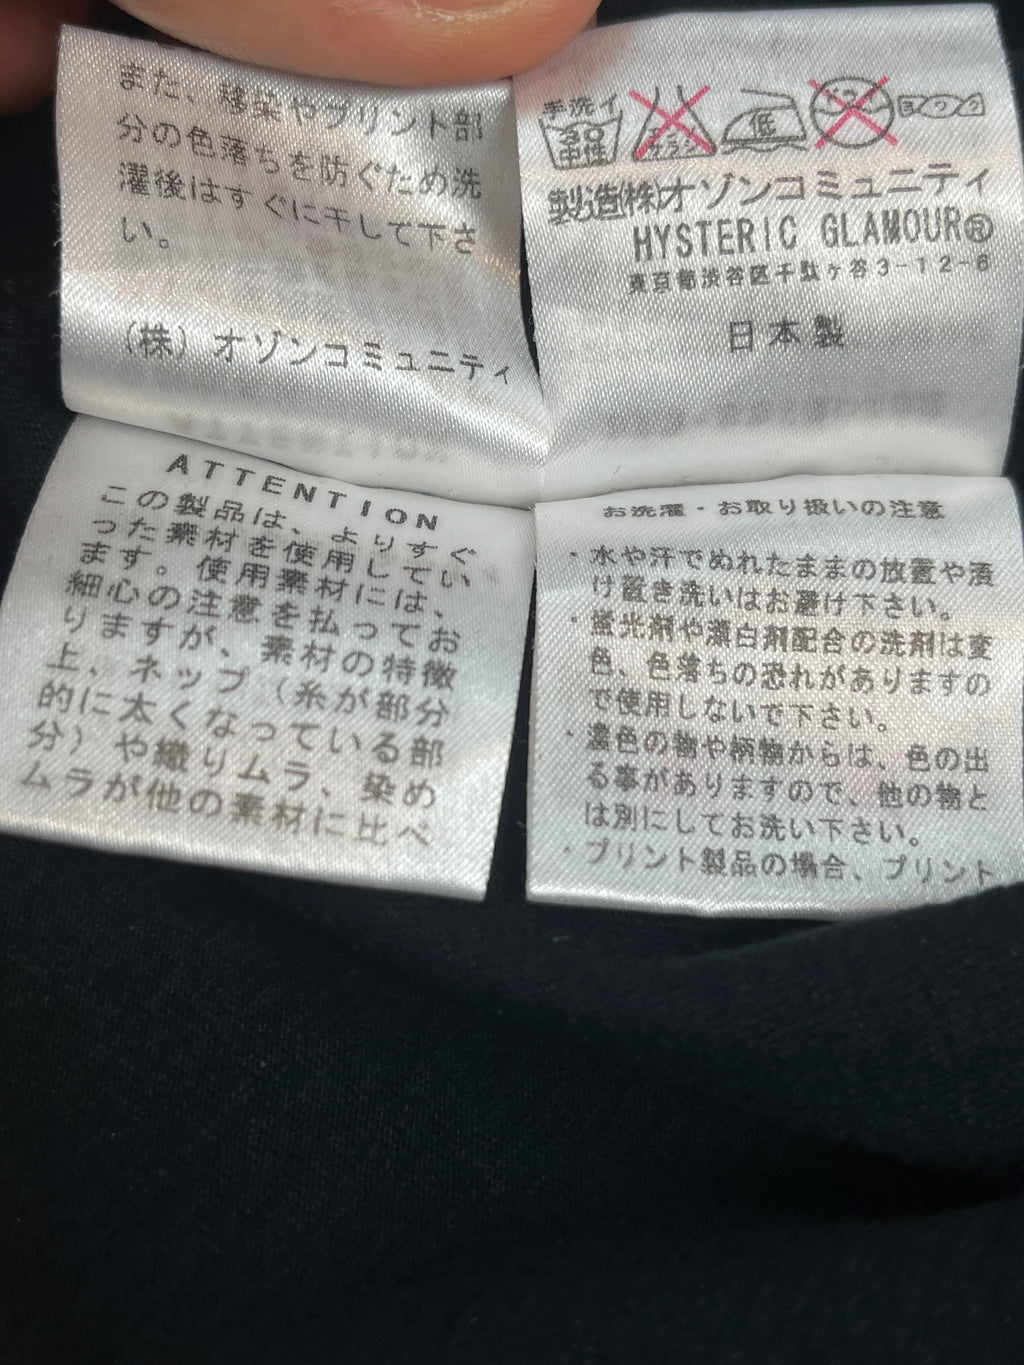 また、移染やプリント部
分の色落ちを防ぐため洗
濯後はすぐに干して下さ
い。
(株)オゾンコミュニティ
手洗イ
30
中性
エンソ
サラシ
低
ドライ
ヨワク
製造(株)オゾンコミュニティ
HYSTERIC GLAMOUR®
東京都渋谷区千駄ヶ谷3-12-6
日本製
ATTENTION
この製品は、よりすぐ
った素材を使用してい
ます。使用素材には、
細心の注意を払ってお
りますが、素材の特徴
上、ネップ(糸が部分
的に太くなっている部
分)や織りムラ、染め
ムラが他の素材に比べ
お洗濯・お取り扱いの注意
・水や汗でぬれたままの放置や漬
け置き洗いはお避け下さい。
・蛍光剤や漂白剤配合の洗剤は変
色、色落ちの恐れがありますの
で使用しないで下さい。
・濃色の物や柄物からは、色の出
る事がありますので、他の物と
は別にしてお洗い下さい。
・プリント製品の場合、プリント